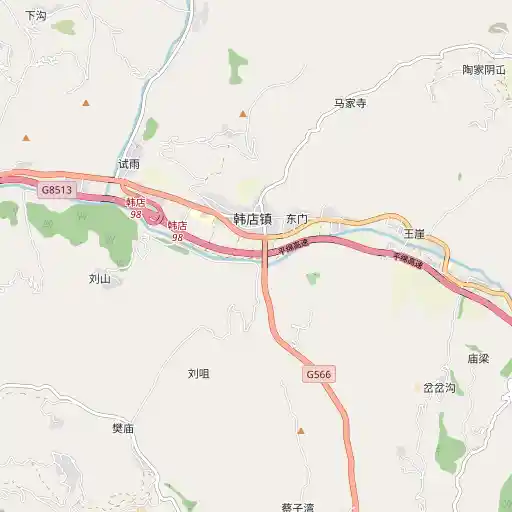 下沟
陶家阴屲
马家寺
试雨
G8513
韩店
98
韩店镇
东门
韩店
98
王崖
平绵高速
平绵高速
刘山
庙梁
刘咀
G566
岔岔沟
樊庙
蔡子湾